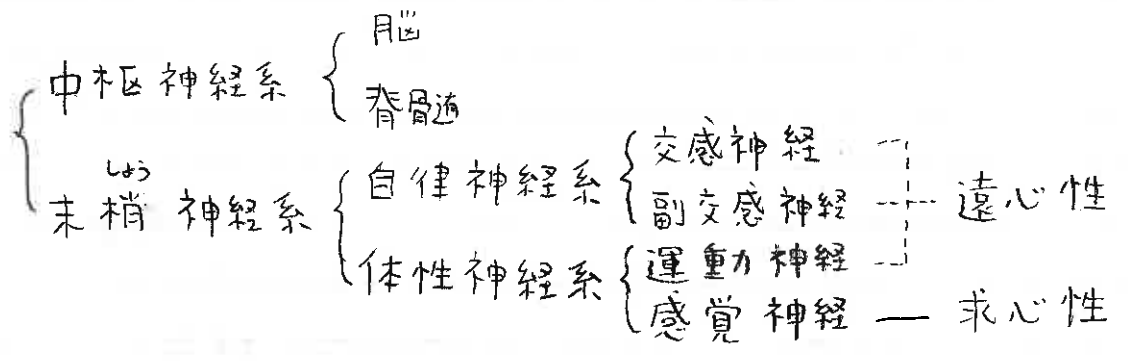 脳
中枢神経系
脊髄
交感神経
しょう
自律神経系
副交感神経
遠心性
末梢神経系
体性神経系
運動神経
感覚神経 — 求心性